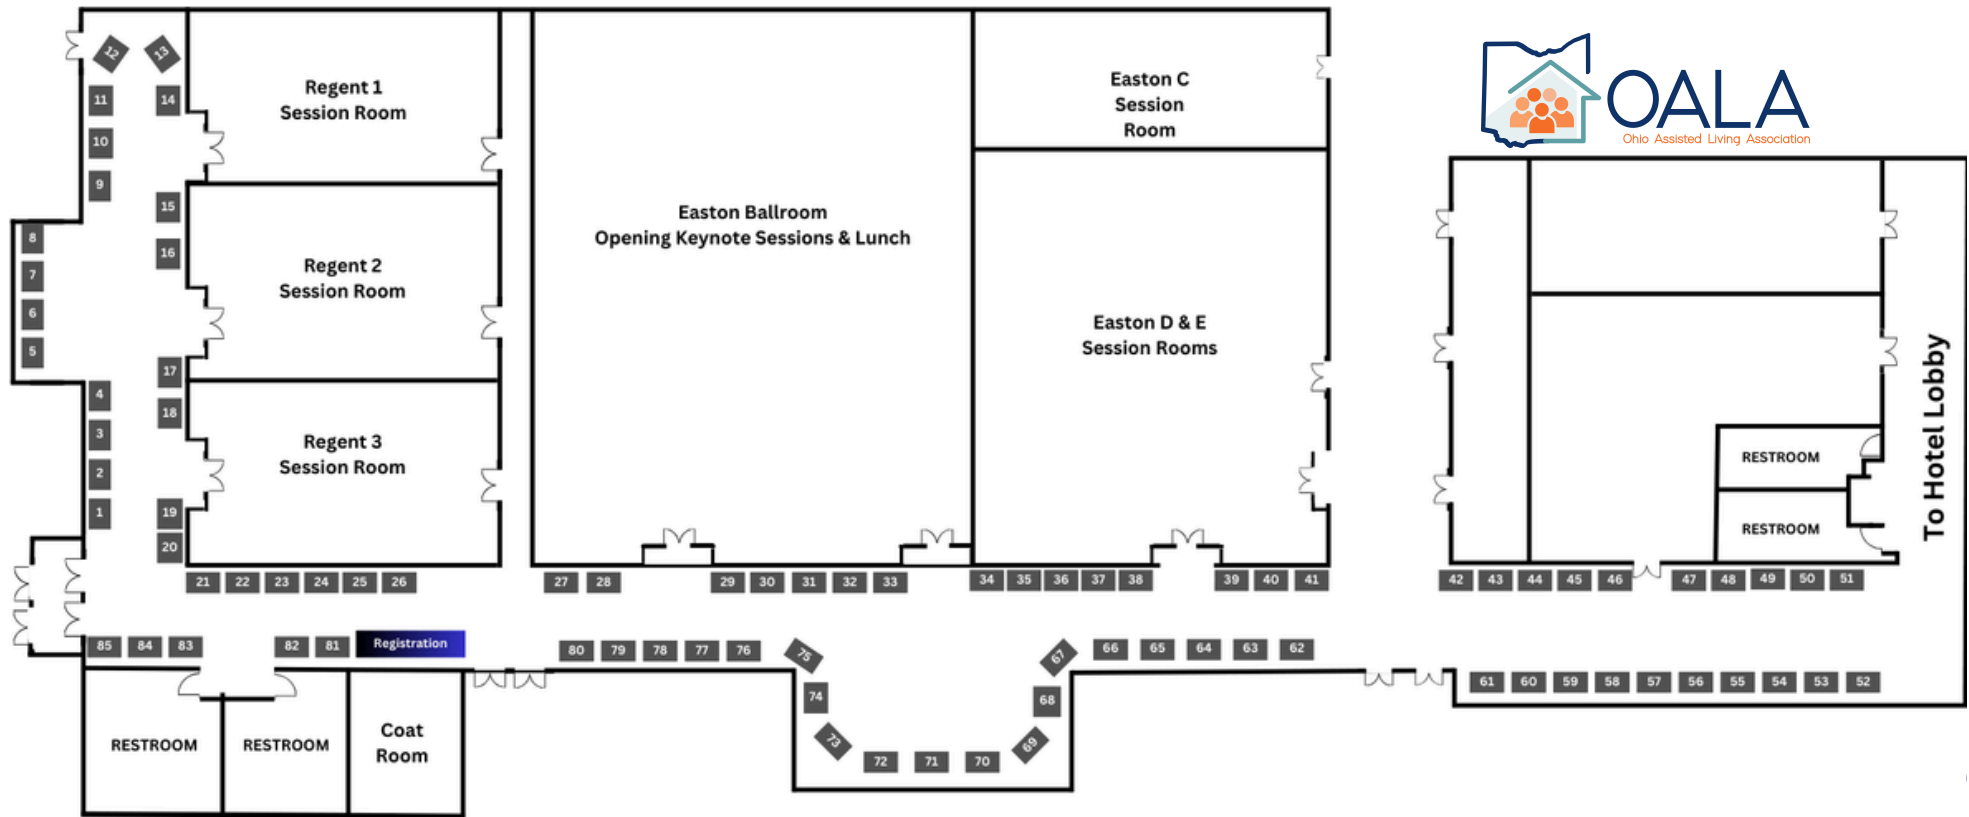 12
13
11
14
10
9
15
8
16
7
6
5
17
4
18
3
2
1
19
20
Regent 1
Session Room
Regent 2
Session Room
Regent 3
Session Room
Easton Ballroom
Opening Keynote Sessions & Lunch
Easton C
Session
Room
Easton D & E
Session Rooms
OALA
Ohio Assisted Living Association
RESTROOM
RESTROOM
To Hotel Lobby
21 22 23 24 25 26 27 28 29 30 31 32 33 34 35 36 37 38 39 40 41 42 43 44 45 46 47 48 49 50 51
85 84 83 82 81 Registration 80 79 78 77 76 75 67 66 65 64 63 62
74 68 61 60 59 58 57 56 55 54 53 52
73 69
72 71 70
RESTROOM
RESTROOM
Coat
Room